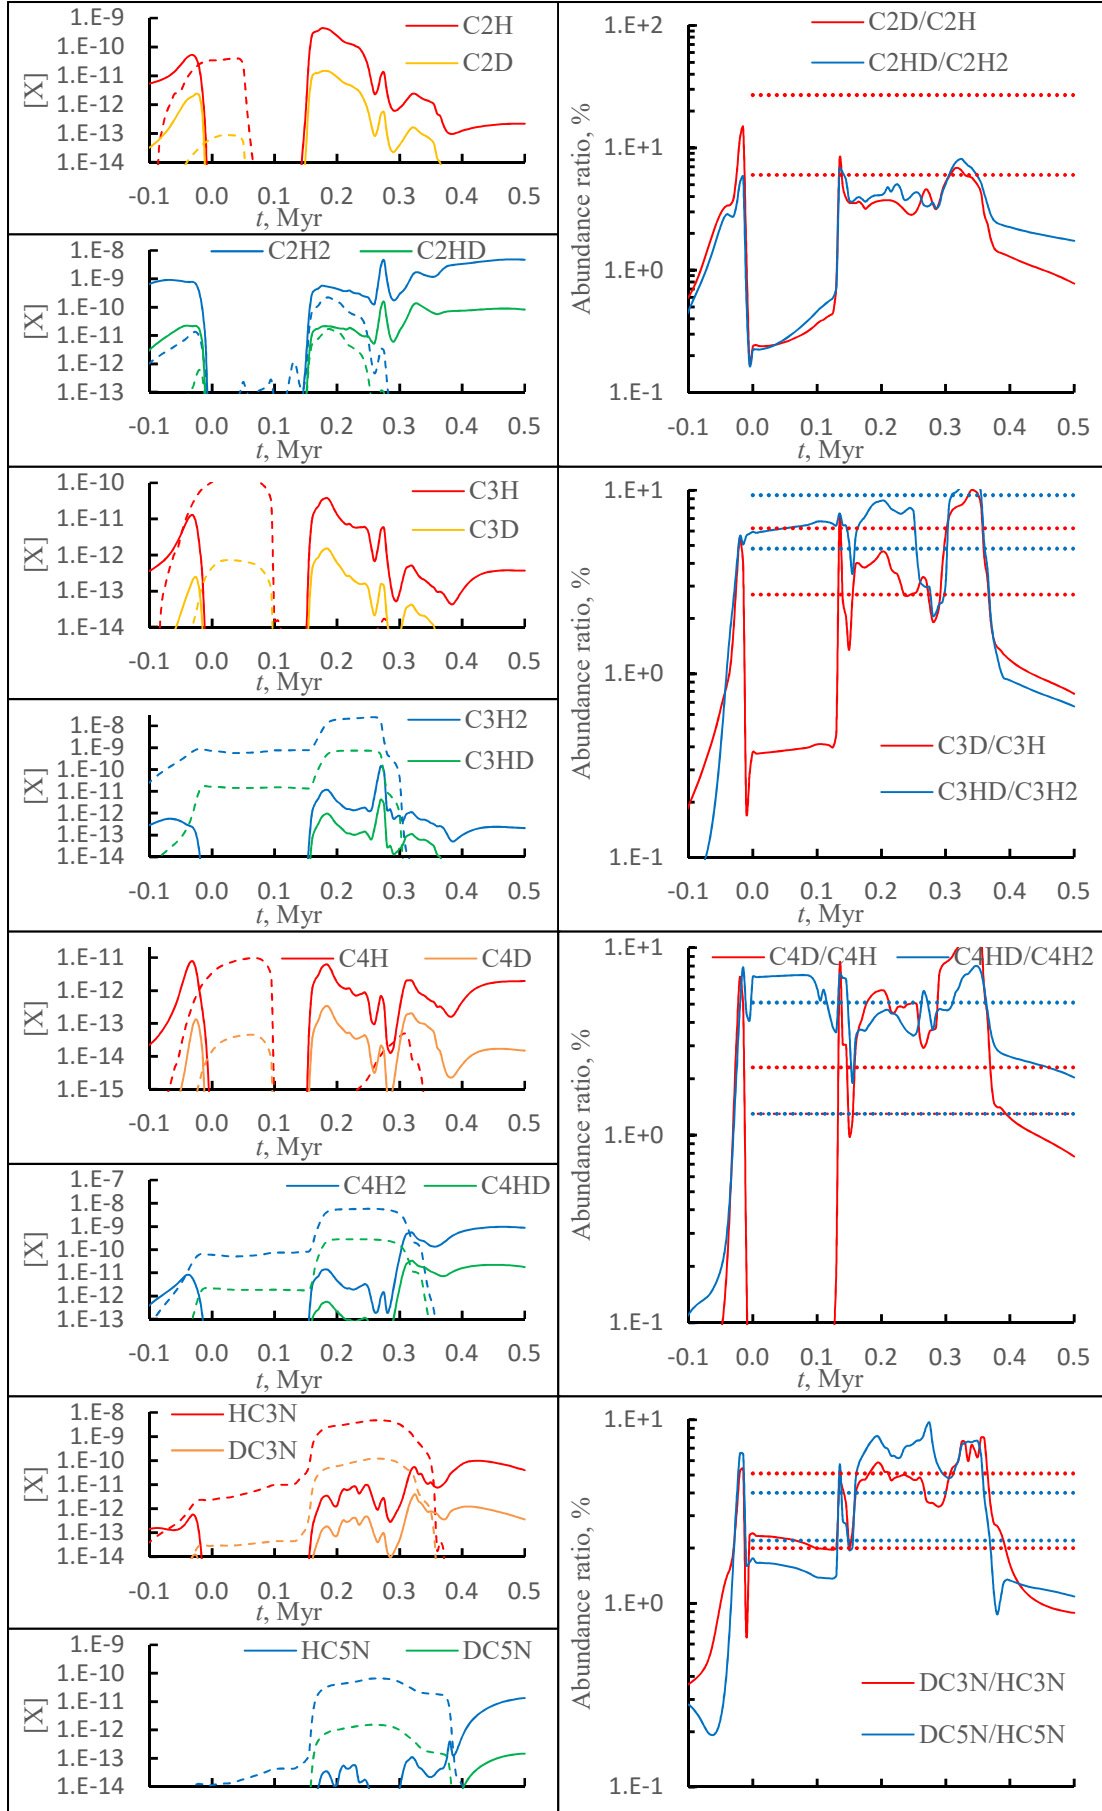 1.E-9
1.E-10
1.E-11
1.E-12
1.E-13
1.E-14
[X]
C2H
C2D
-0.1 0.0 0.1 0.2 0.3 0.4 0.5
t, Myr
1.E-8
1.E-9
1.E-10
1.E-11
1.E-12
1.E-13
[X]
C2H2 C2HD
-0.1 0.0 0.1 0.2 0.3 0.4 0.5
t, Myr
1.E+2
1.E+1
1.E+0
1.E-1
Abundance ratio, %
C2D/C2H
C2HD/C2H2
-0.1 0.0 0.1 0.2 0.3 0.4 0.5
t, Myr
1.E-10
1.E-11
1.E-12
1.E-13
1.E-14
[X]
C3H
C3D
-0.1 0.0 0.1 0.2 0.3 0.4 0.5
t, Myr
1.E-8
1.E-9
1.E-10
1.E-11
1.E-12
1.E-13
1.E-14
[X]
C3H2
C3HD
-0.1 0.0 0.1 0.2 0.3 0.4 0.5
t, Myr
1.E+1
1.E+0
1.E-1
Abundance ratio, %
C3D/C3H
C3HD/C3H2
-0.1 0.0 0.1 0.2 0.3 0.4 0.5
t, Myr
1.E-11
1.E-12
1.E-13
1.E-14
1.E-15
[X]
C4H C4D
-0.1 0.0 0.1 0.2 0.3 0.4 0.5
t, Myr
1.E-7
1.E-8
1.E-9
1.E-10
1.E-11
1.E-12
1.E-13
[X]
C4H2 C4HD
-0.1 0.0 0.1 0.2 0.3 0.4 0.5
t, Myr
1.E+1
1.E+0
1.E-1
Abundance ratio, %
C4D/C4H C4HD/C4H2
-0.1 0.0 0.1 0.2 0.3 0.4 0.5
t, Myr
1.E-8
1.E-9
1.E-10
1.E-11
1.E-12
1.E-13
1.E-14
[X]
HC3N
DC3N
-0.1 0.0 0.1 0.2 0.3 0.4 0.5
t, Myr
1.E-9
1.E-10
1.E-11
1.E-12
1.E-13
1.E-14
[X]
HC5N DC5N
-0.1 0.0 0.1 0.2 0.3 0.4 0.5
1.E+1
1.E+0
1.E-1
Abundance ratio, %
DC3N/HC3N
DC5N/HC5N